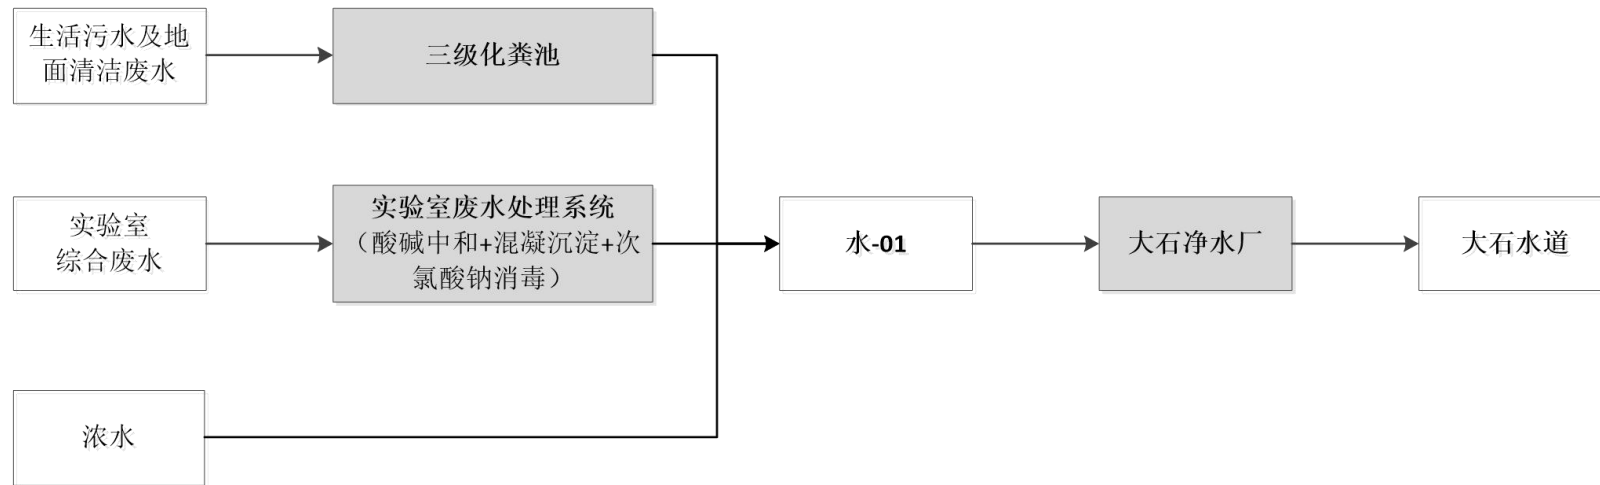 生活污水及地
面清洁废水
三级化粪池
实验室
综合废水
实验室废水处理系统
（酸碱中和+混凝沉淀+次
氯酸钠消毒）
水-01
大石净水厂
大石水道
浓水